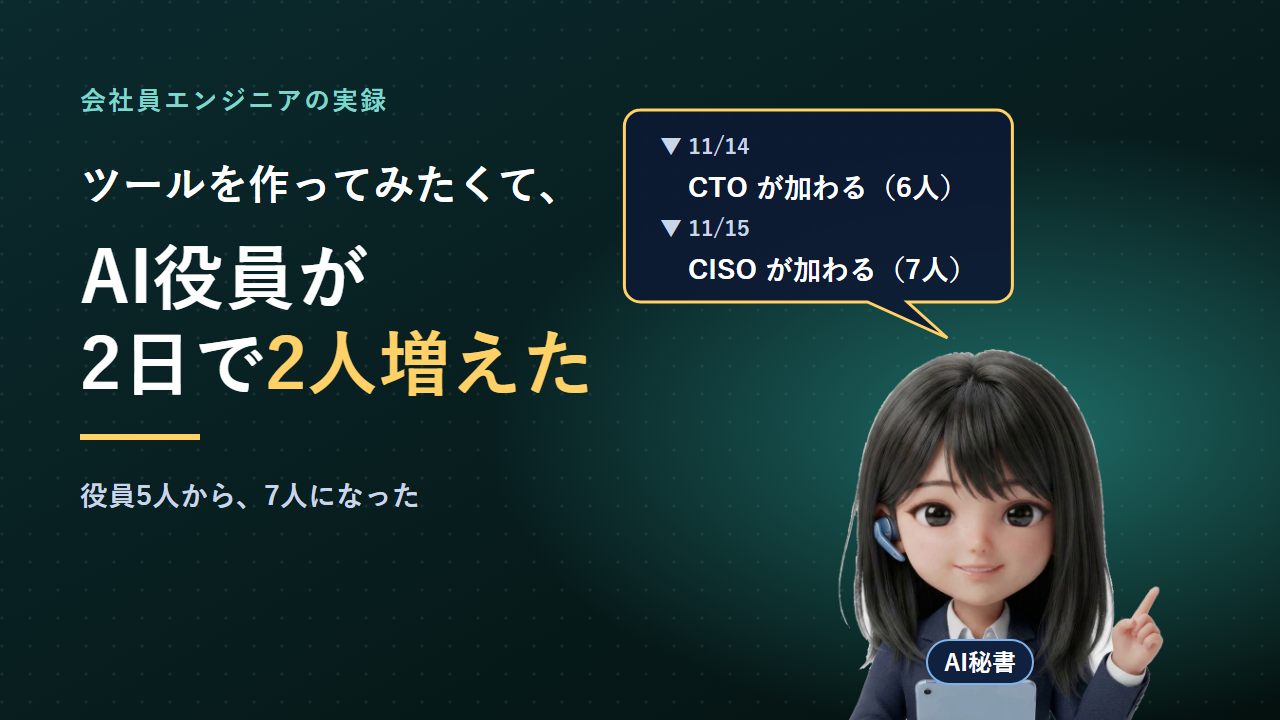 会社員エンジニアの実録
ツールを作ってみたくて、
AI役員が
2日で2人増えた
役員5人から、7人になった
▼ 11/14
CTO が加わる（6人）
▼ 11/15
CISO が加わる（7人）
AI秘書